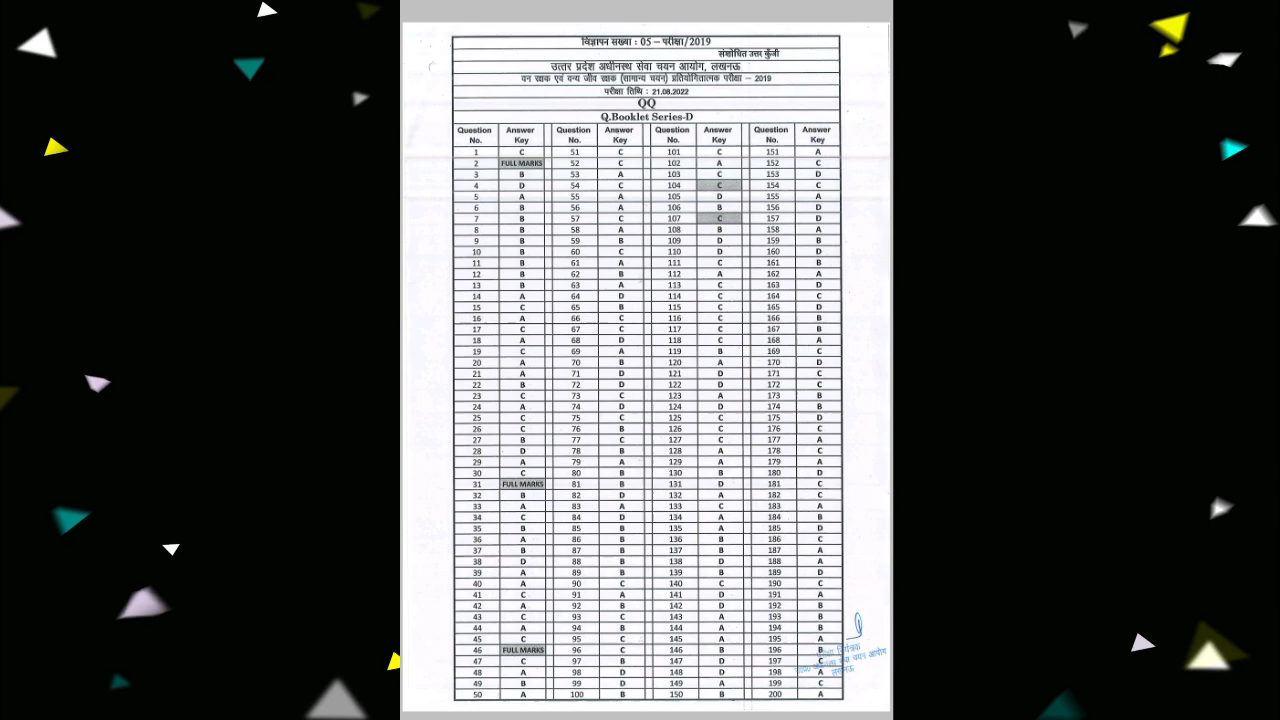 विज्ञापन संख्या : 05 – परीक्षा/2019
संशोधित उत्तर कुँजी
उत्तर प्रदेश अधीनस्थ सेवा चयन आयोग, लखनऊ
वन रक्षक एवं वन्य जीव रक्षक (सामान्य चयन) प्रतियोगितात्मक परीक्षा – 2019
परीक्षा तिथि : 21.08.2022
QQ
Q.Booklet Series-D
Question No. Answer Key Question No. Answer Key Question No. Answer Key Question No. Answer Key
1 C 51 C 101 C 151 A
2 FULL MARKS 52 C 102 A 152 C
3 B 53 A 103 C 153 D
4 D 54 C 104 C 154 C
5 A 55 A 105 D 155 A
6 B 56 A 106 B 156 D
7 B 57 C 107 C 157 D
8 B 58 A 108 B 158 A
9 B 59 B 109 D 159 B
10 B 60 C 110 D 160 D
11 B 61 A 111 C 161 B
12 B 62 B 112 A 162 A
13 B 63 A 113 C 163 D
14 A 64 D 114 C 164 C
15 C 65 B 115 C 165 D
16 A 66 C 116 C 166 B
17 C 67 C 117 C 167 B
18 A 68 D 118 C 168 A
19 C 69 A 119 B 169 C
20 A 70 B 120 A 170 D
21 A 71 D 121 D 171 C
22 B 72 D 122 D 172 C
23 C 73 C 123 A 173 B
24 A 74 D 124 D 174 B
25 C 75 C 125 C 175 D
26 C 76 B 126 C 176 C
27 B 77 C 127 C 177 A
28 D 78 B 128 A 178 C
29 A 79 A 129 A 179 A
30 C 80 B 130 B 180 D
31 FULL MARKS 81 B 131 D 181 C
32 B 82 D 132 A 182 C
33 A 83 A 133 C 183 A
34 C 84 D 134 A 184 B
35 B 85 B 135 A 185 D
36 A 86 B 136 B 186 C
37 B 87 B 137 B 187 A
38 D 88 B 138 D 188 A
39 A 89 B 139 B 189 D
40 A 90 C 140 C 190 C
41 C 91 A 141 D 191 A
42 A 92 B 142 D 192 B
43 C 93 C 143 A 193 B
44 A 94 B 144 A 194 B
45 C 95 C 145 A 195 A
46 FULL MARKS 96 C 146 B 196 B
47 C 97 B 147 D 197 C
48 A 98 D 148 D 198 A
49 B 99 D 149 A 199 C
50 A 100 B 150 B 200 A
सेवा चयन आयोग
लखनऊ